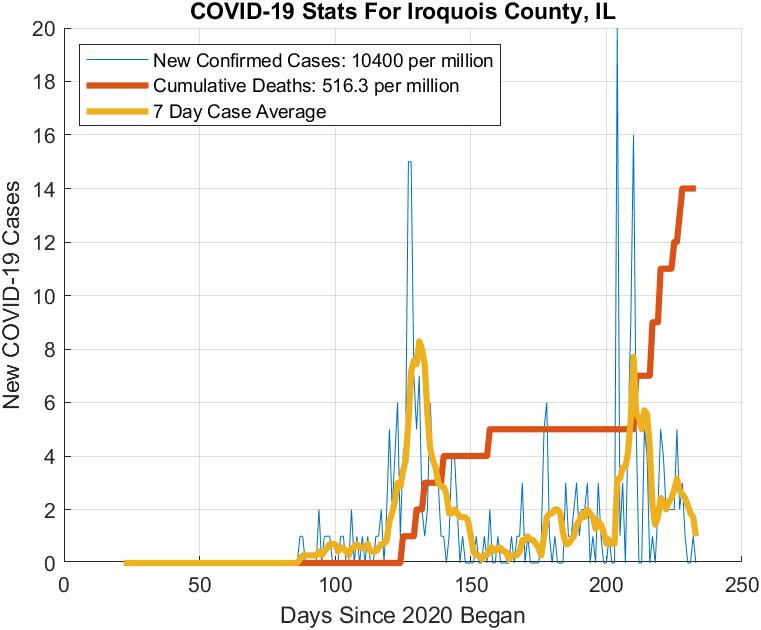 COVID-19 Stats For Iroquois County, IL
New Confirmed Cases: 10400 per million
Cumulative Deaths: 516.3 per million
7 Day Case Average
New COVID-19 Cases
20
18
16
14
12
10
8
6
4
2
0
0 50 100 150 200 250
Days Since 2020 Began